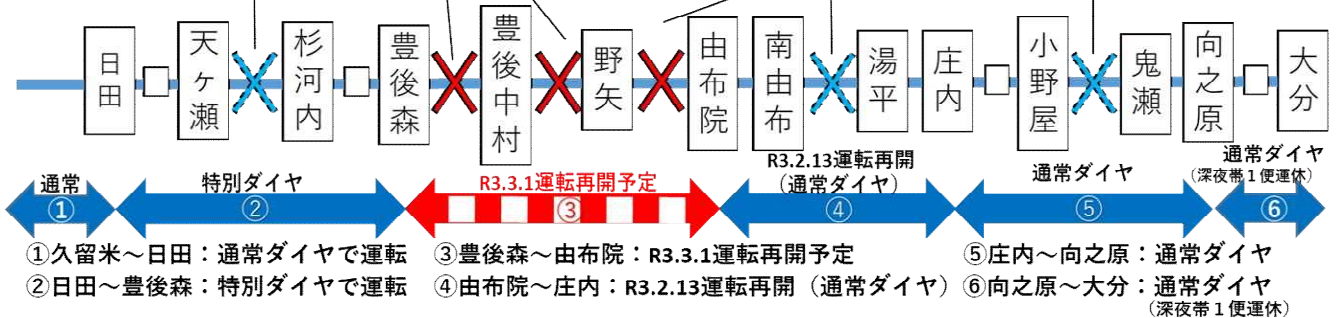 日田
天ヶ瀬
杉河内
豊後森
豊後中村
野矢
由布院
南由布
湯平
庄内
小野屋
鬼瀬
向之原
大分
通常
特別ダイヤ
R3.3.1運転再開予定
R3.2.13運転再開
（通常ダイヤ）
通常ダイヤ
通常ダイヤ
（深夜帯１便運休）
①
②
③
④
⑤
⑥
①久留米～日田：通常ダイヤで運転
②日田～豊後森：特別ダイヤで運転
③豊後森～由布院：R3.3.1運転再開予定
④由布院～庄内：R3.2.13運転再開（通常ダイヤ）
⑤庄内～向之原：通常ダイヤ
⑥向之原～大分：通常ダイヤ
（深夜帯１便運休）